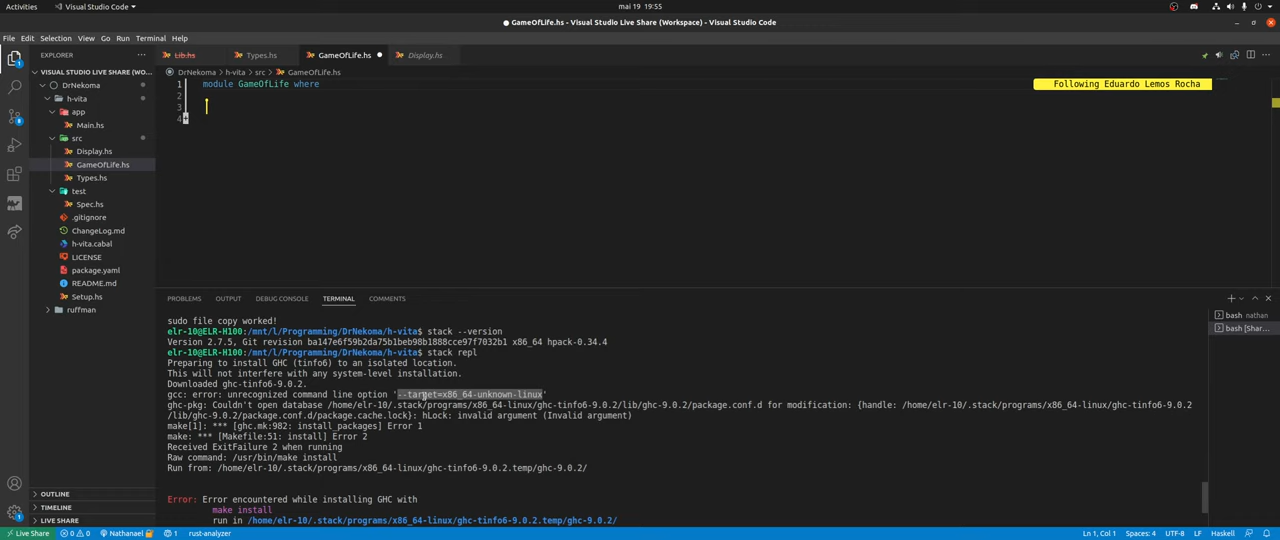 Activities
Visual Studio Code
mai 19 19:55
● GameOfLife.hs - Visual Studio Live Share (Workspace) - Visual Studio Code
File Edit Selection View Go Run Terminal Help
EXPLORER
Lib.hs
Types.hs
GameOfLife.hs
Display.hs
VISUAL STUDIO LIVE SHARE (WO...
DrNekoma > h-vita > src > GameOfLife.hs
1 module GameOfLife where
2
3
4
Following Eduardo Lemos Rocha
DrNekoma
h-vita
app
Main.hs
src
Display.hs
GameOfLife.hs
Types.hs
test
Spec.hs
.gitignore
ChangeLog.md
h-vita.cabal
LICENSE
package.yaml
README.md
Setup.hs
ruffman
OUTLINE
TIMELINE
LIVE SHARE
1
8
1
PROBLEMS OUTPUT DEBUG CONSOLE TERMINAL COMMENTS
bash nathan
bash [Shar...
sudo file copy worked!
elr-10@ELR-H100:/mnt/l/Programming/DrNekoma/h-vita$ stack --version
Version 2.7.5, Git revision ba147e6f59b2da75b1beb98b1888cce97f7032b1 x86_64 hpack-0.34.4
elr-10@ELR-H100:/mnt/l/Programming/DrNekoma/h-vita$ stack repl
Preparing to install GHC (tinfo6) to an isolated location.
This will not interfere with any system-level installation.
Downloaded ghc-tinfo6-9.0.2.
gcc: error: unrecognized command line option '--target=x86_64-unknown-linux'
ghc-pkg: Couldn't open database /home/elr-10/.stack/programs/x86_64-linux/ghc-tinfo6-9.0.2/lib/ghc-9.0.2/package.conf.d for modification: {handle: /home/elr-10/.stack/programs/x86_64-linux/ghc-tinfo6-9.0.2
/lib/ghc-9.0.2/package.conf.d/package.cache.lock}: hLock: invalid argument (Invalid argument)
make[1]: *** [ghc.mk:982: install_packages] Error 1
make: *** [Makefile:51: install] Error 2
Received ExitFailure 2 when running
Raw command: /usr/bin/make install
Run from: /home/elr-10/.stack/programs/x86_64-linux/ghc-tinfo6-9.0.2.temp/ghc-9.0.2/
Error: Error encountered while installing GHC with
make install
run in /home/elr-10/.stack/programs/x86_64-linux/ghc-tinfo6-9.0.2.temp/ghc-9.0.2/
Live Share 0 0 Nathanael 1 rust-analyzer
Ln 1, Col 1 Spaces: 4 UTF-8 LF Haskell